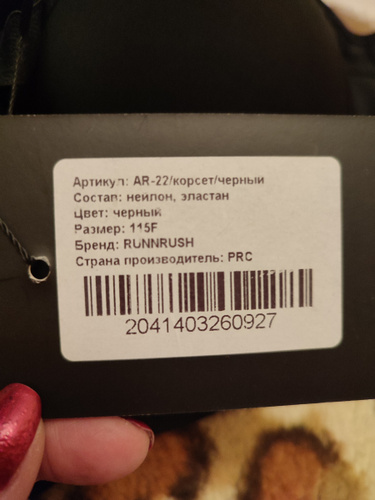 Артикул: AR-22/корсет/черный
Состав: нейлон, эластан
Цвет: черный
Размер: 115F
Бренд: RUNNRUSH
Страна производитель: PRC
2041403260927